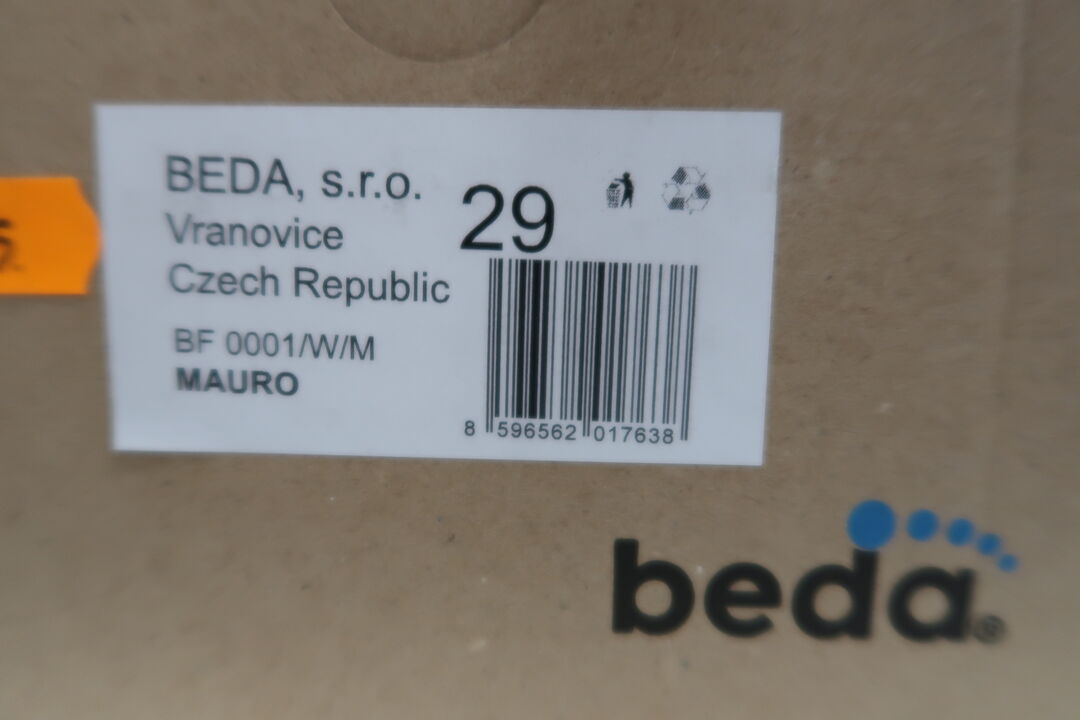 BEDA, s.r.o.
Vranovice
Czech Republic
29
BF 0001/W/M
MAURO
8 596562 017638
beda®